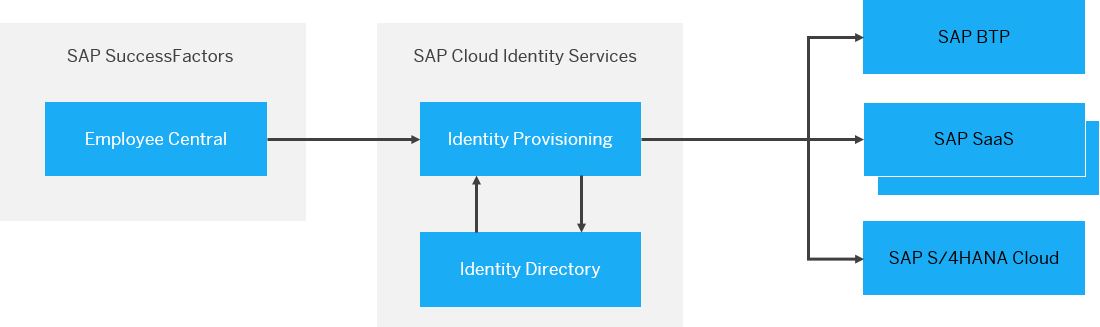 SAP SuccessFactors
Employee Central
SAP Cloud Identity Services
Identity Provisioning
Identity Directory
SAP BTP
SAP SaaS
SAP S/4HANA Cloud